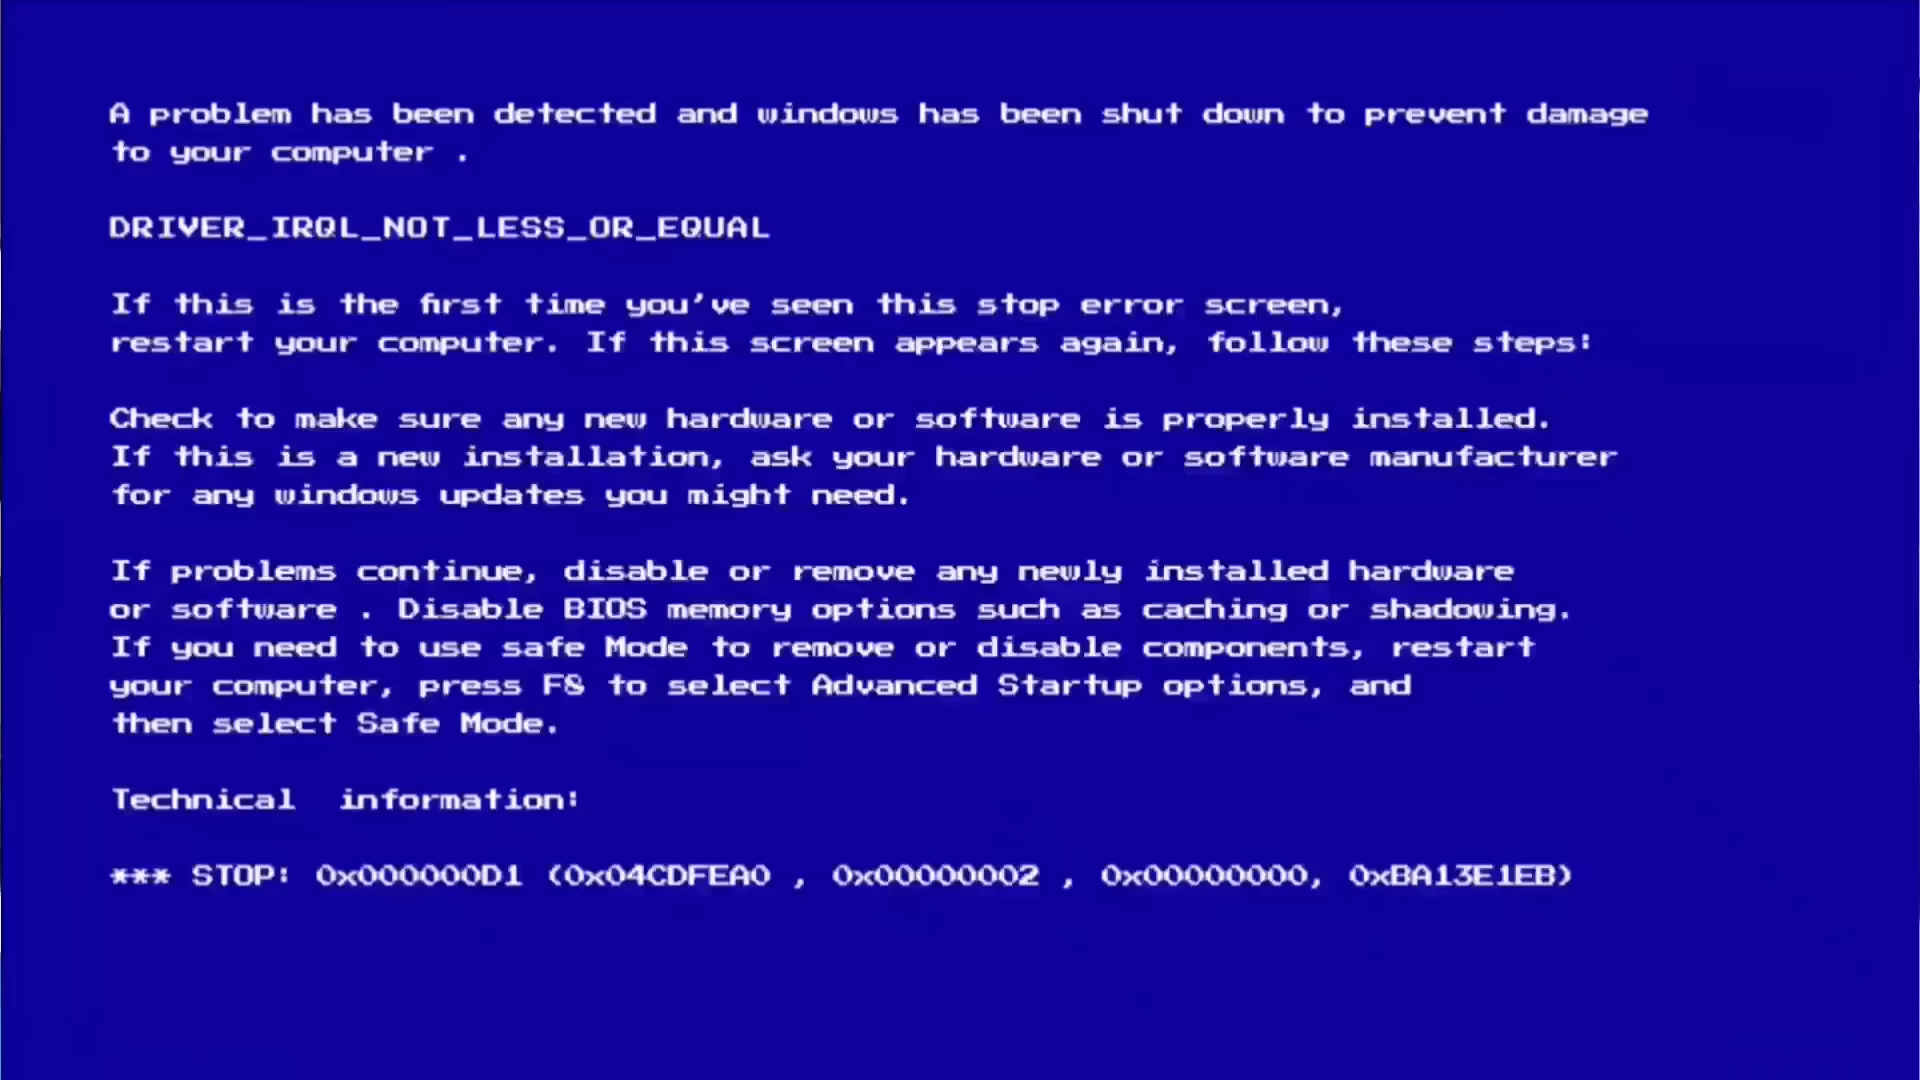 A problem has been detected and windows has been shut down to prevent damage
to your computer .
DRIVER_IRQL_NOT_LESS_OR_EQUAL
If this is the first time you've seen this stop error screen,
restart your computer. If this screen appears again, follow these steps:
Check to make sure any new hardware or software is properly installed.
If this is a new installation, ask your hardware or software manufacturer
for any windows updates you might need.
If problems continue, disable or remove any newly installed hardware
or software . Disable BIOS memory options such as caching or shadowing.
If you need to use safe Mode to remove or disable components, restart
your computer, press F8 to select Advanced Startup options, and
then select Safe Mode.
Technical  information:
*** STOP: 0x000000D1 (0x04CDFEA0 , 0x00000002 , 0x00000000, 0xBA13E1EB)